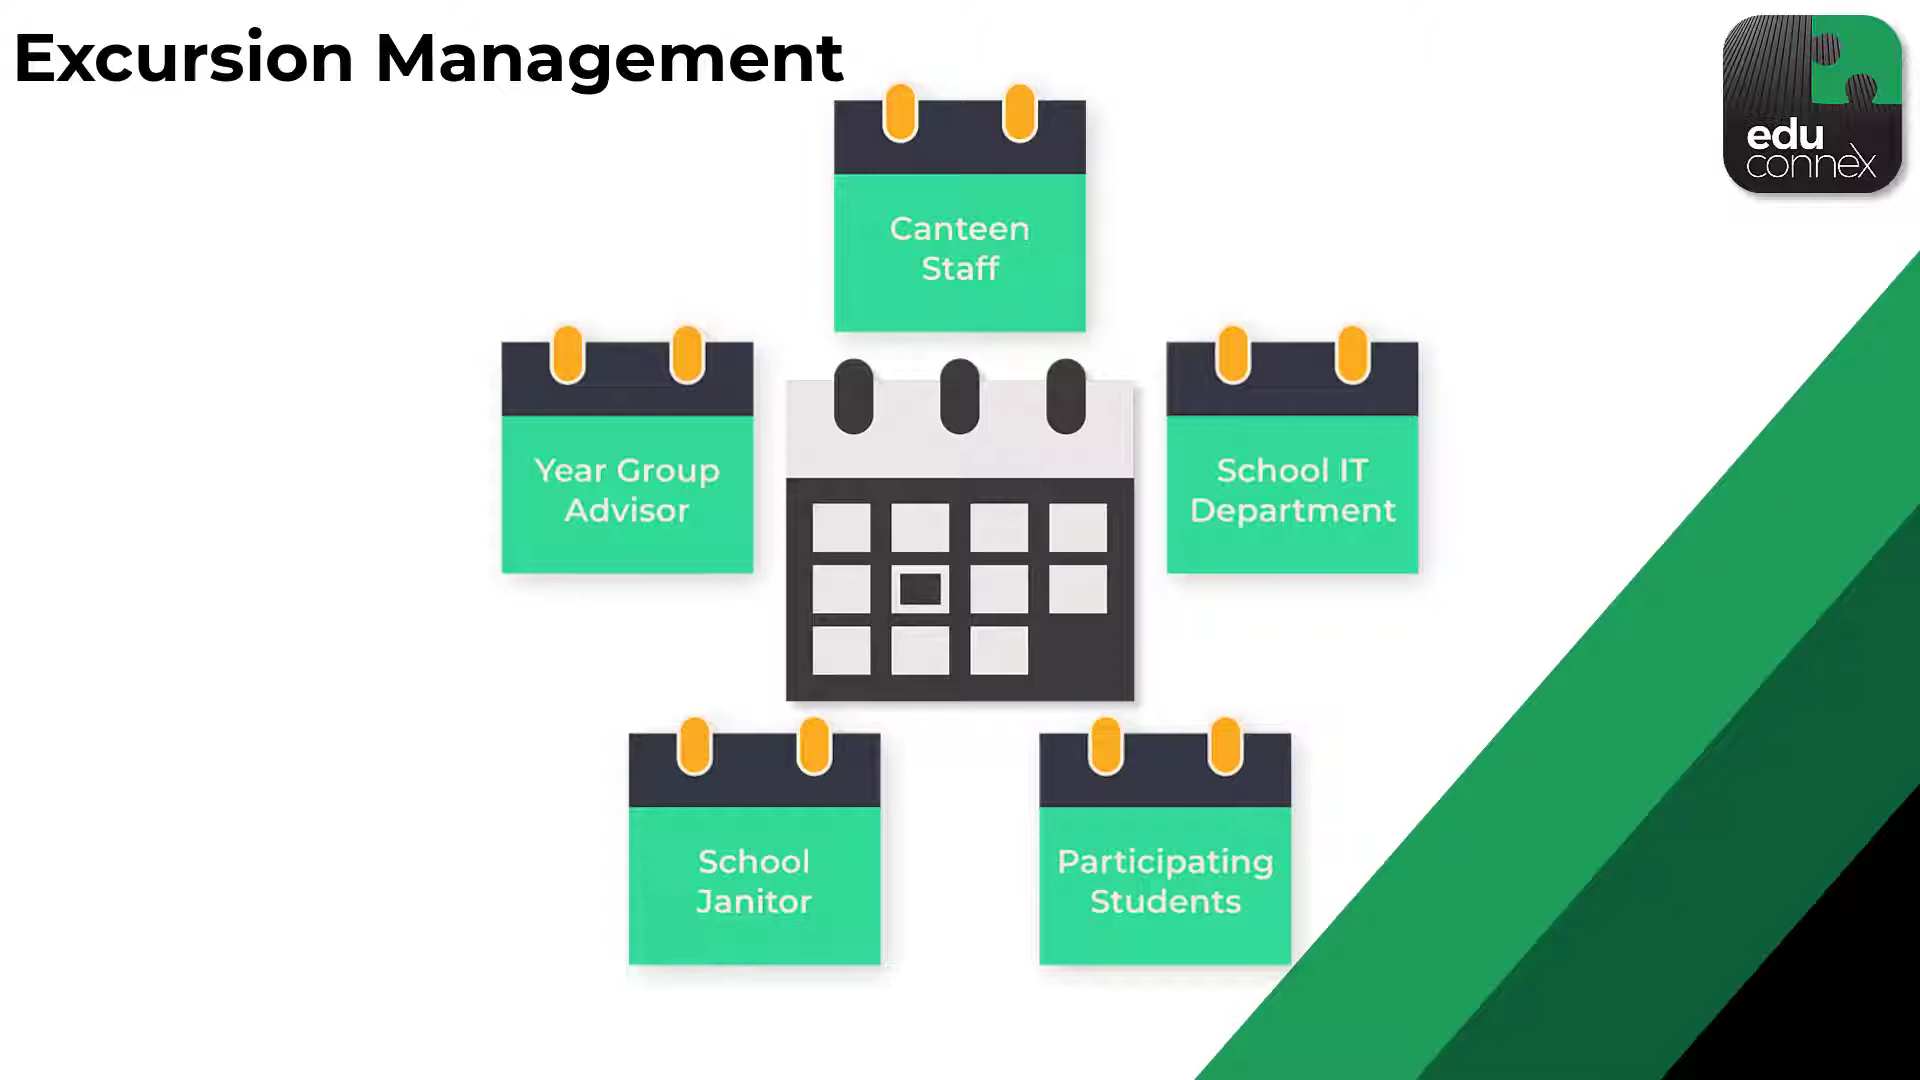 Excursion Management
edu
connex
Canteen
Staff
Year Group
Advisor
School IT
Department
School
Janitor
Participating
Students